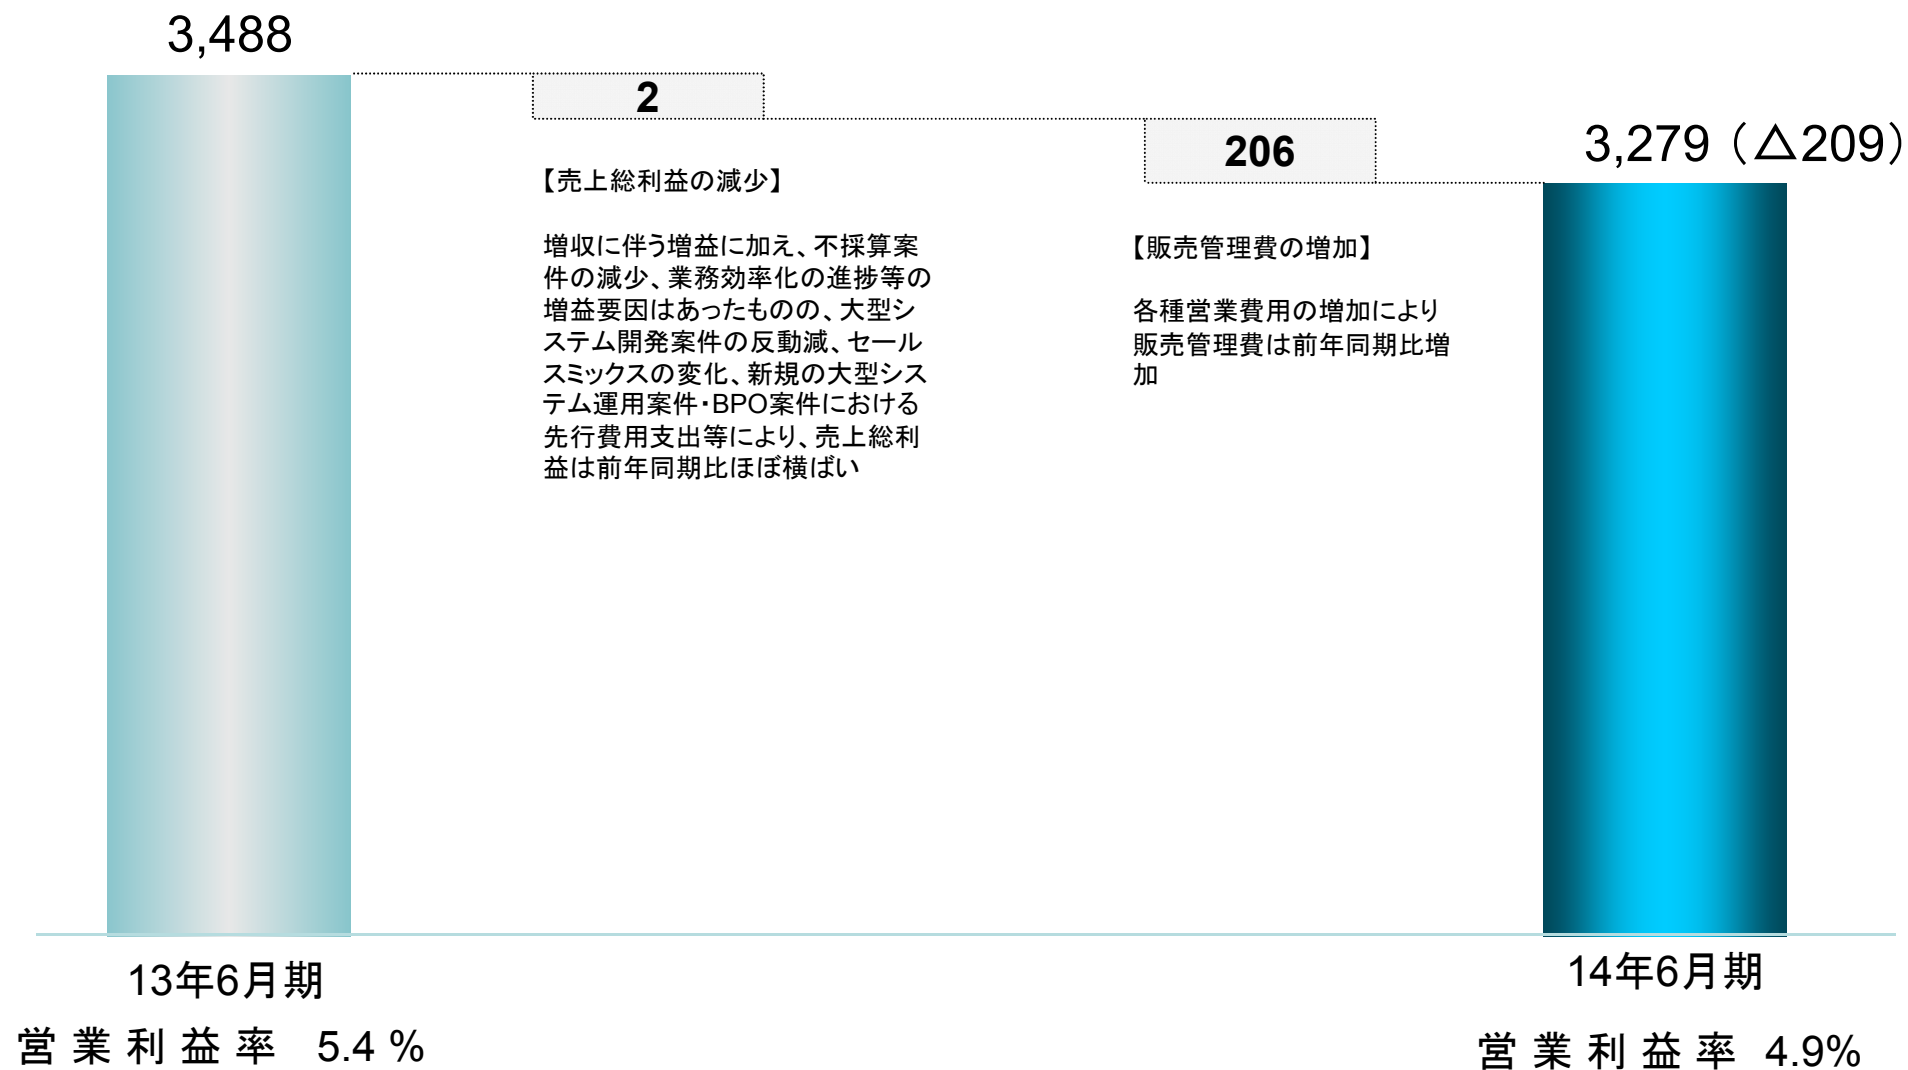 3,488
2
206
3,279（△209）
【売上総利益の減少】
増収に伴う増益に加え、不採算案
件の減少、業務効率化の進捗等の
増益要因はあったものの、大型シ
ステム開発案件の反動減、セール
スミックスの変化、新規の大型シス
テム運用案件・BPO案件における
先行費用支出等により、売上総利
益は前年同期比ほぼ横ばい
【販売管理費の増加】
各種営業費用の増加により
販売管理費は前年同期比増
加
13年6月期
営業利益率 5.4 %
14年6月期
営業利益率 4.9%